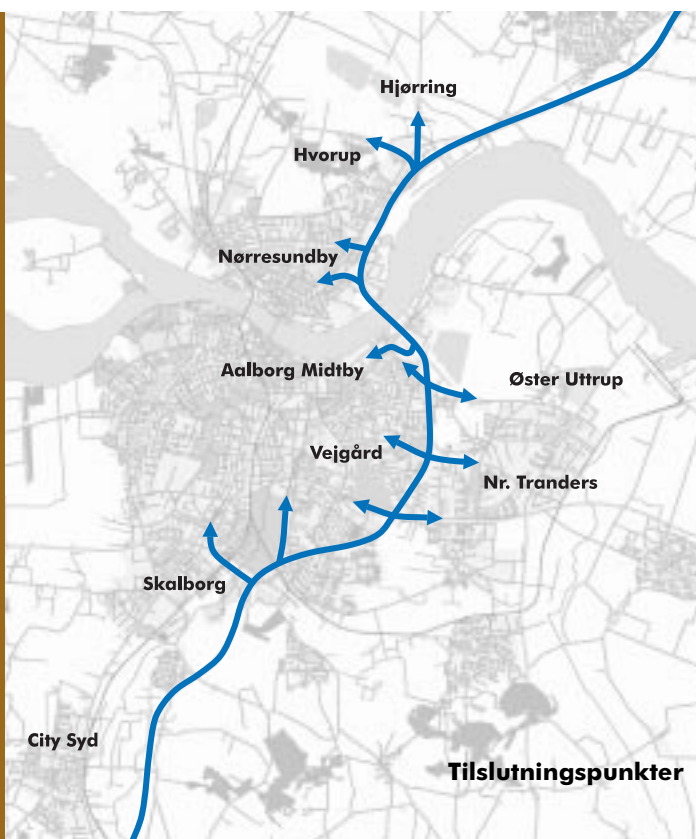 Hjørring
Hvorup
Nørresundby
Aalborg Midtby
Øster Uttrup
Vejgård
Nr. Tranders
Skalborg
City Syd
Tilslutningspunkter